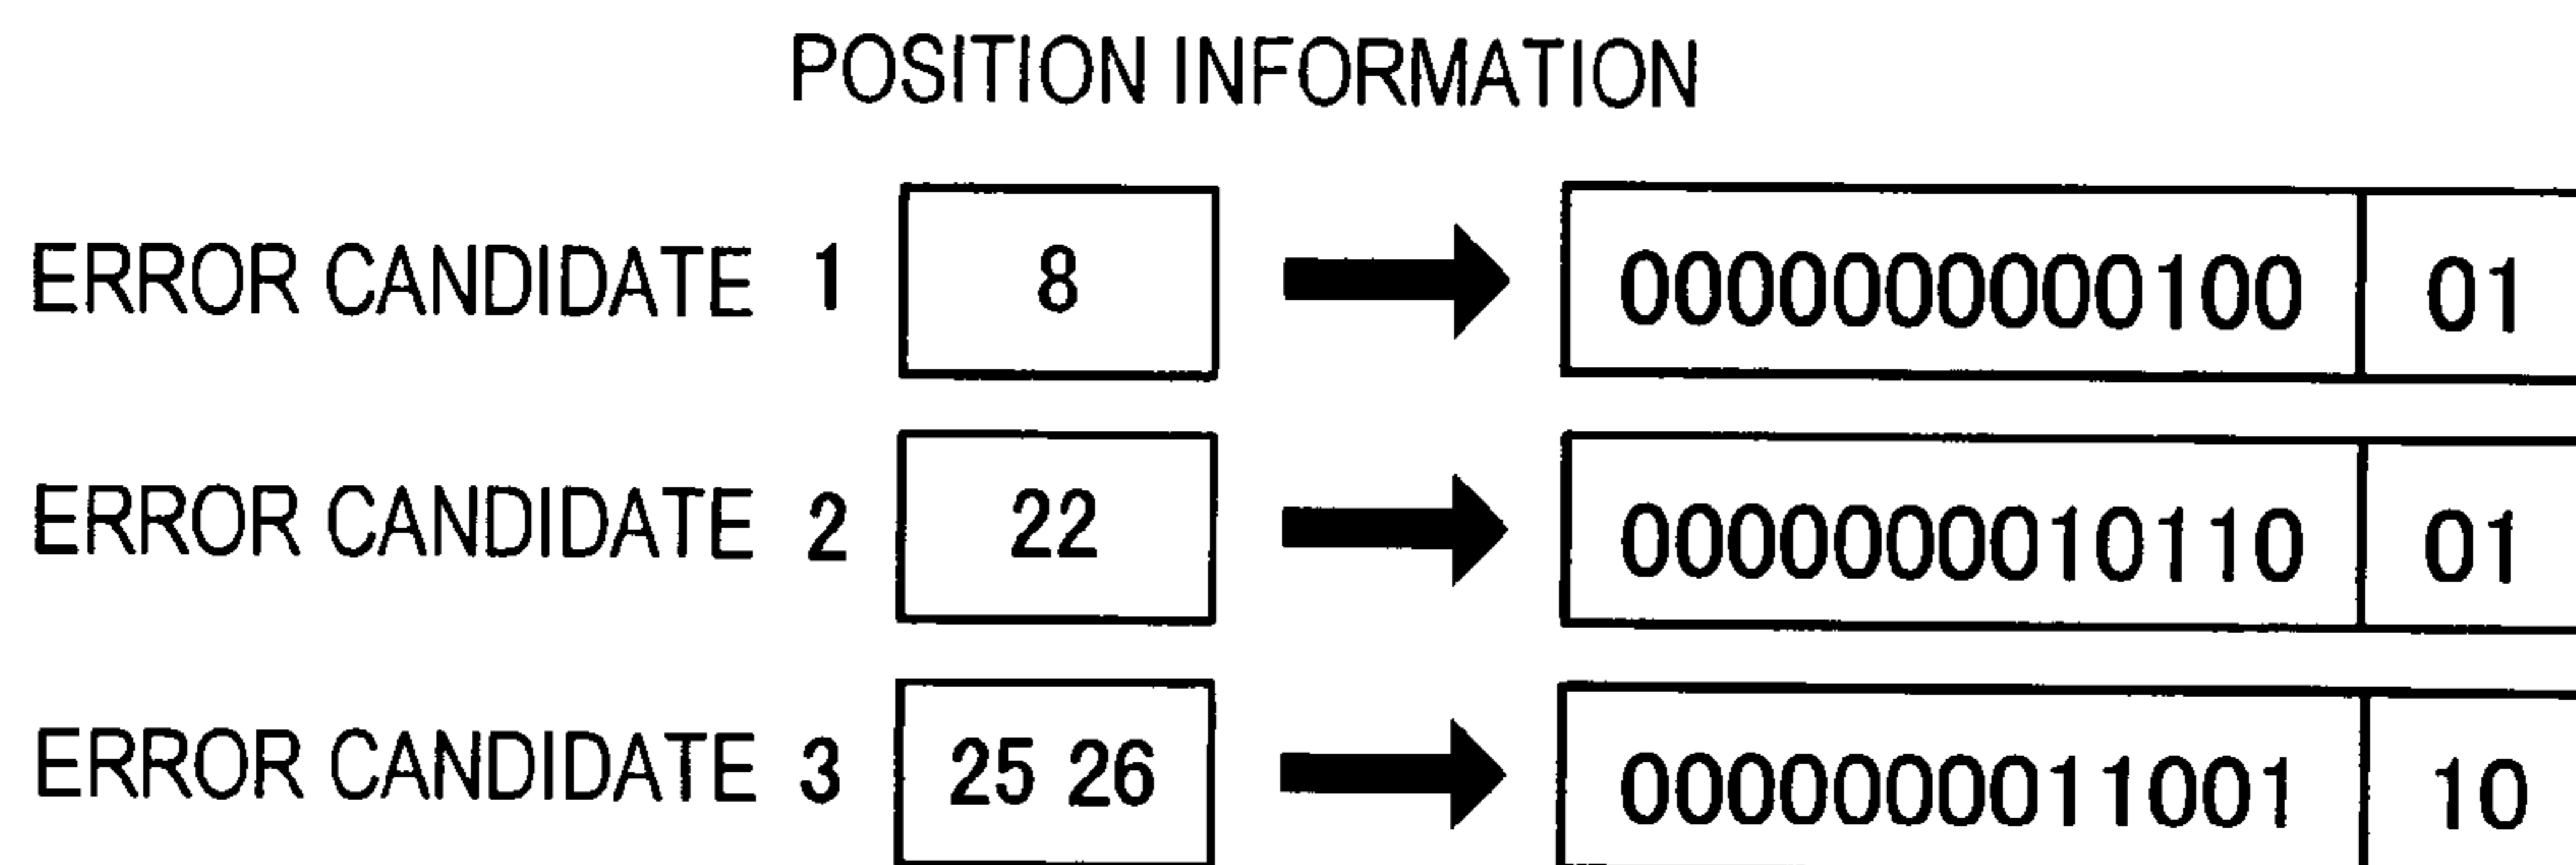 POSITION INFORMATION
ERROR CANDIDATE 1 8 0000000000100 01
ERROR CANDIDATE 2 22 0000000010110 01
ERROR CANDIDATE 3 25 26 0000000011001 10